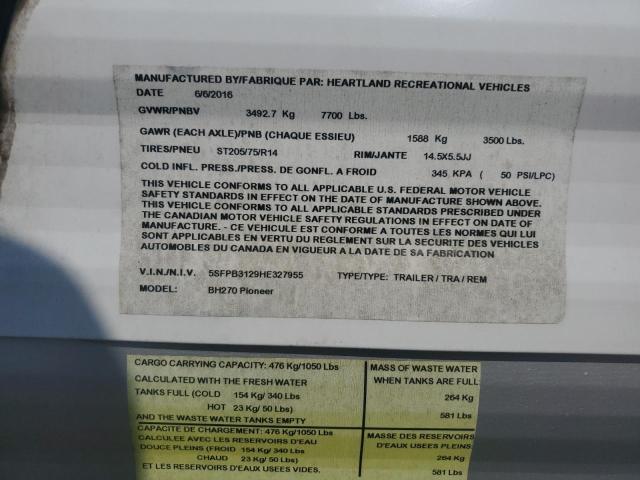 MANUFACTURED BY/FABRIQUE PAR: HEARTLAND RECREATIONAL VEHICLES
DATE 6/6/2016
GVWR/PNBV 3492.7 Kg 7700 Lbs.
GAWR (EACH AXLE)/PNB (CHAQUE ESSIEU) 1588 Kg 3500 Lbs.
TIRES/PNEU ST205/75/R14 RIM/JANTE 14.5X5.5JJ
COLD INFL. PRESS./PRESS. DE GONFL. A FROID 345 KPA ( 50 PSI/LPC)
THIS VEHICLE CONFORMS TO ALL APPLICABLE U.S. FEDERAL MOTOR VEHICLE
SAFETY STANDARDS IN EFFECT ON THE DATE OF MANUFACTURE SHOWN ABOVE.
THIS VEHICLE CONFORMS TO ALL APPLICABLE STANDARDS PRESCRIBED UNDER
THE CANADIAN MOTOR VEHICLE SAFETY REGULATIONS IN EFFECT ON DATE OF
MANUFACTURE. - CE VEHICULE EST CONFORME A TOUTES LES NORMES QUI LUI
SONT APPLICABLES EN VERTU DU REGLEMENT SUR LA SECURITE DES VEHICLES
AUTOMOBILES DU CANADA EN VIGUEUR A LA DATE DE SA FABRICATION
V.I.N./N.I.V. 5SFPB3129HE327955 TYPE/TYPE: TRAILER / TRA / REM
MODEL: BH270 Pioneer
CARGO CARRYING CAPACITY: 476 Kg/1050 Lbs
CALCULATED WITH THE FRESH WATER
TANKS FULL (COLD 154 Kg/ 340 Lbs
HOT 23 Kg/ 50 Lbs)
AND THE WASTE WATER TANKS EMPTY
MASS OF WASTE WATER
WHEN TANKS ARE FULL:
264 Kg
581 Lbs
CAPACITE DE CHARGEMENT: 476 Kg/1050 Lbs
CALCULEE AVEC LES RESERVOIRS D'EAU
DOUCE PLEINS (FROID 154 Kg/ 340 Lbs
CHAUD 23 Kg/ 50 Lbs)
ET LES RESERVOIRS D'EAUX USEES VIDES.
MASSE DES RESERVOIRS
D'EAUX USEES PLEINS:
264 Kg
581 Lbs